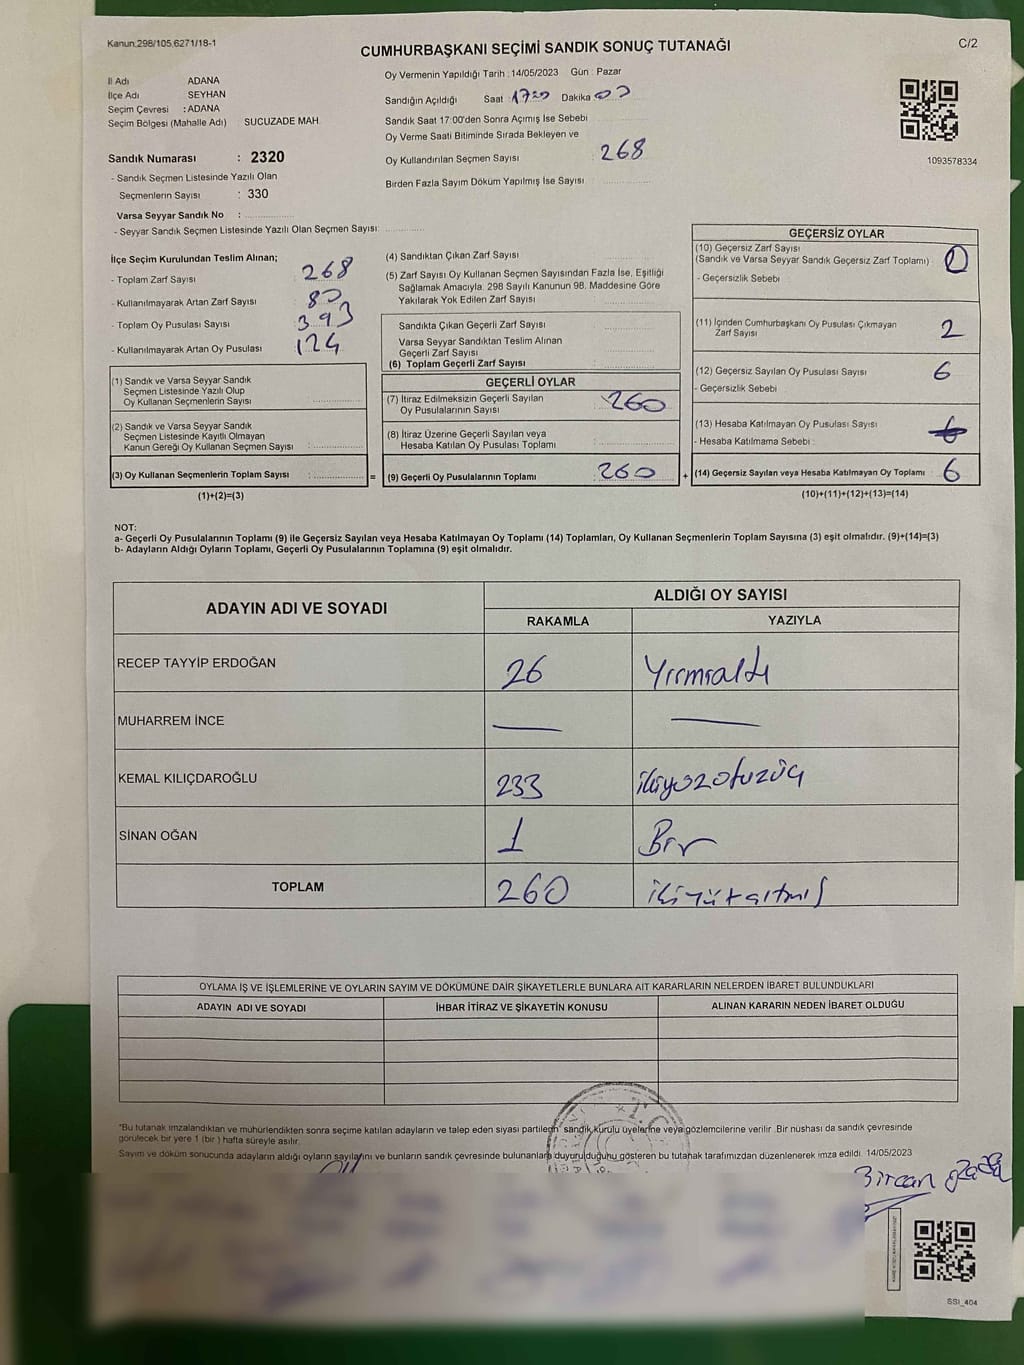 Kanun:298/105,6271/18-1
CUMHURBAŞKANI SEÇİMİ SANDIK SONUÇ TUTANAĞI
C/2
İl Adı ADANA
İlçe Adı SEYHAN
Seçim Çevresi : ADANA
Seçim Bölgesi (Mahalle Adı) SUCUZADE MAH.
Oy Vermenin Yapıldığı Tarih : 14/05/2023 Gün : Pazar
Sandığın Açıldığı Saat : 17:20 Dakika
Sandık Saat 17:00'den Sonra Açımış İse Sebebi
Oy Verme Saati Bitiminde Sırada Bekleyen ve
Oy Kullandırılan Seçmen Sayısı : 268
Birden Fazla Sayım Döküm Yapılmış İse Sayısı :
1093578334
Sandık Numarası : 2320
- Sandık Seçmen Listesinde Yazılı Olan
Seçmenlerin Sayısı : 330
Varsa Seyyar Sandık No :
- Seyyar Sandık Seçmen Listesinde Yazılı Olan Seçmen Sayısı:
İlçe Seçim Kurulundan Teslim Alınan;
- Toplam Zarf Sayısı 268
- Kullanılmayarak Artan Zarf Sayısı 80
- Toplam Oy Pusulası Sayısı 393
- Kullanılmayarak Artan Oy Pusulası 124
(1) Sandık ve Varsa Seyyar Sandık
Seçmen Listesinde Yazılı Olup
Oy Kullanan Seçmenlerin Sayısı :
(2) Sandık ve Varsa Seyyar Sandık
Seçmen Listesinde Kayıtlı Olmayan
Kanun Gereği Oy Kullanan Seçmen Sayısı :
(3) Oy Kullanan Seçmenlerin Toplam Sayısı : =
(1)+(2)=(3)
(4) Sandıktan Çıkan Zarf Sayısı
(5) Zarf Sayısı Oy Kullanan Seçmen Sayısından Fazla İse, Eşitliği
Sağlamak Amacıyla, 298 Sayılı Kanunun 98. Maddesine Göre
Yakılarak Yok Edilen Zarf Sayısı
Sandıkta Çıkan Geçerli Zarf Sayısı
Varsa Seyyar Sandıktan Teslim Alınan
Geçerli Zarf Sayısı
(6) Toplam Geçerli Zarf Sayısı :
GEÇERLİ OYLAR
(7) İtiraz Edilmeksizin Geçerli Sayılan
Oy Pusulalarının Sayısı : 260
(8) İtiraz Üzerine Geçerli Sayılan veya
Hesaba Katılan Oy Pusulası Toplamı :
(9) Geçerli Oy Pusulalarının Toplamı : 260 +
GEÇERSİZ OYLAR
(10) Geçersiz Zarf Sayısı
(Sandık ve Varsa Seyyar Sandık Geçersiz Zarf Toplamı) : 0
- Geçersizlik Sebebi
(11) İçinden Cumhurbaşkanı Oy Pusulası Çıkmayan
Zarf Sayısı 2
(12) Geçersiz Sayılan Oy Pusulası Sayısı 6
- Geçersizlik Sebebi
(13) Hesaba Katılmayan Oy Pusulası Sayısı 6
- Hesaba Katılmama Sebebi :
(14) Geçersiz Sayılan veya Hesaba Katılmayan Oy Toplamı : 6
(10)+(11)+(12)+(13)=(14)
NOT:
a- Geçerli Oy Pusulalarının Toplamı (9) ile Geçersiz Sayılan veya Hesaba Katılmayan Oy Toplamı (14) Toplamları, Oy Kullanan Seçmenlerin Toplam Sayısına (3) eşit olmalıdır. (9)+(14)=(3)
b- Adayların Aldığı Oyların Toplamı, Geçerli Oy Pusulalarının Toplamına (9) eşit olmalıdır.
ADAYIN ADI VE SOYADI
ALDIĞI OY SAYISI
RAKAMLA YAZIYLA
RECEP TAYYİP ERDOĞAN 26 Yirmialtı
MUHARREM İNCE — —
KEMAL KILIÇDAROĞLU 233 ikiyüzotuzüç
SİNAN OĞAN 1 Bir
TOPLAM 260 ikiyüzaltmış
OYLAMA İŞ VE İŞLEMLERİNE VE OYLARIN SAYIM VE DÖKÜMÜNE DAİR ŞİKAYETLERLE BUNLARA AİT KARARLARIN NELERDEN İBARET BULUNDUKLARI
ADAYIN ADI VE SOYADI İHBAR İTİRAZ VE ŞİKAYETİN KONUSU ALINAN KARARIN NEDEN İBARET OLDUĞU
T.C.
"Bu tutanak imzalandıktan ve mühürlendikten sonra seçime katılan adayların ve talep eden siyasi partilerin sandık kurulu üyelerine veya gözlemcilerine verilir .Bir nüshası da sandık çevresinde
görülecek bir yere 1 (bir ) hafta süreyle asılır.
Sayım ve döküm sonucunda adayların aldığı oyların sayılarını ve bunların sandık çevresinde bulunanlara duyurulduğunu gösteren bu tutanak tarafımızdan düzenlenerek imza edildi. 14/05/2023
Bircan
SSI_404